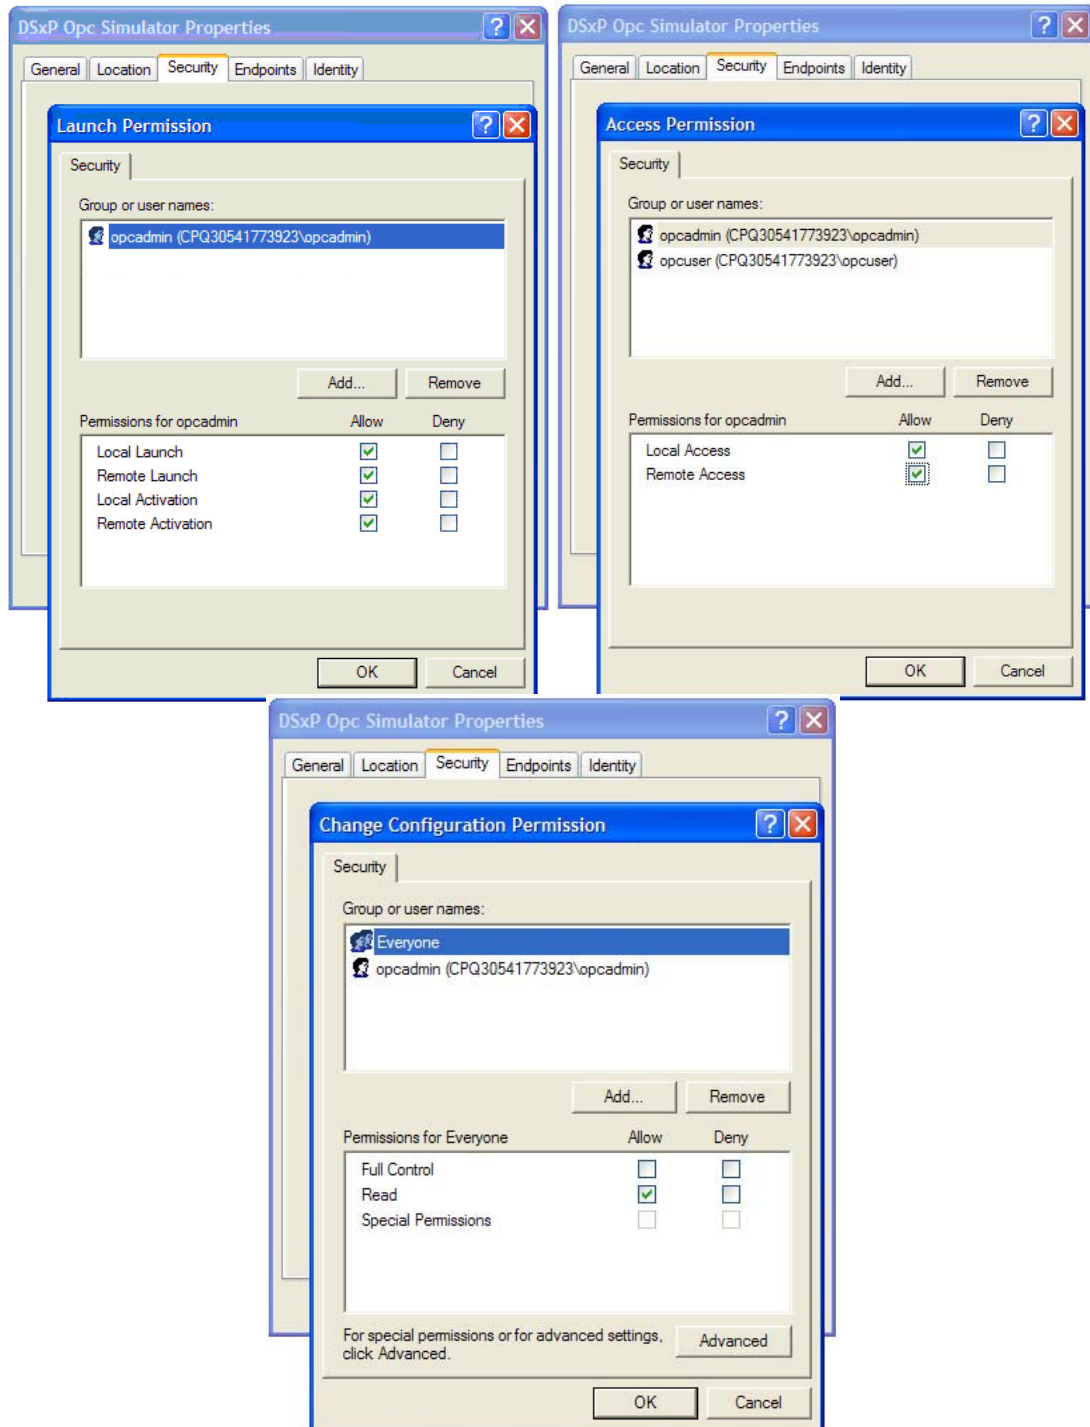 DSxP Opc Simulator Properties
General Location Security Endpoints Identity
Launch Permission
Security
Group or user names:
opcadmin (CPQ30541773923\opcadmin)
Add... Remove
Permissions for opcadmin Allow Deny
Local Launch
Remote Launch
Local Activation
Remote Activation
OK Cancel
DSxP Opc Simulator Properties
General Location Security Endpoints Identity
Access Permission
Security
Group or user names:
opcadmin (CPQ30541773923\opcadmin)
opcuser (CPQ30541773923\opcuser)
Add... Remove
Permissions for opcadmin Allow Deny
Local Access
Remote Access
OK Cancel
DSxP Opc Simulator Properties
General Location Security Endpoints Identity
Change Configuration Permission
Security
Group or user names:
Everyone
opcadmin (CPQ30541773923\opcadmin)
Add... Remove
Permissions for Everyone Allow Deny
Full Control
Read
Special Permissions
For special permissions or for advanced settings,
click Advanced.
Advanced
OK Cancel